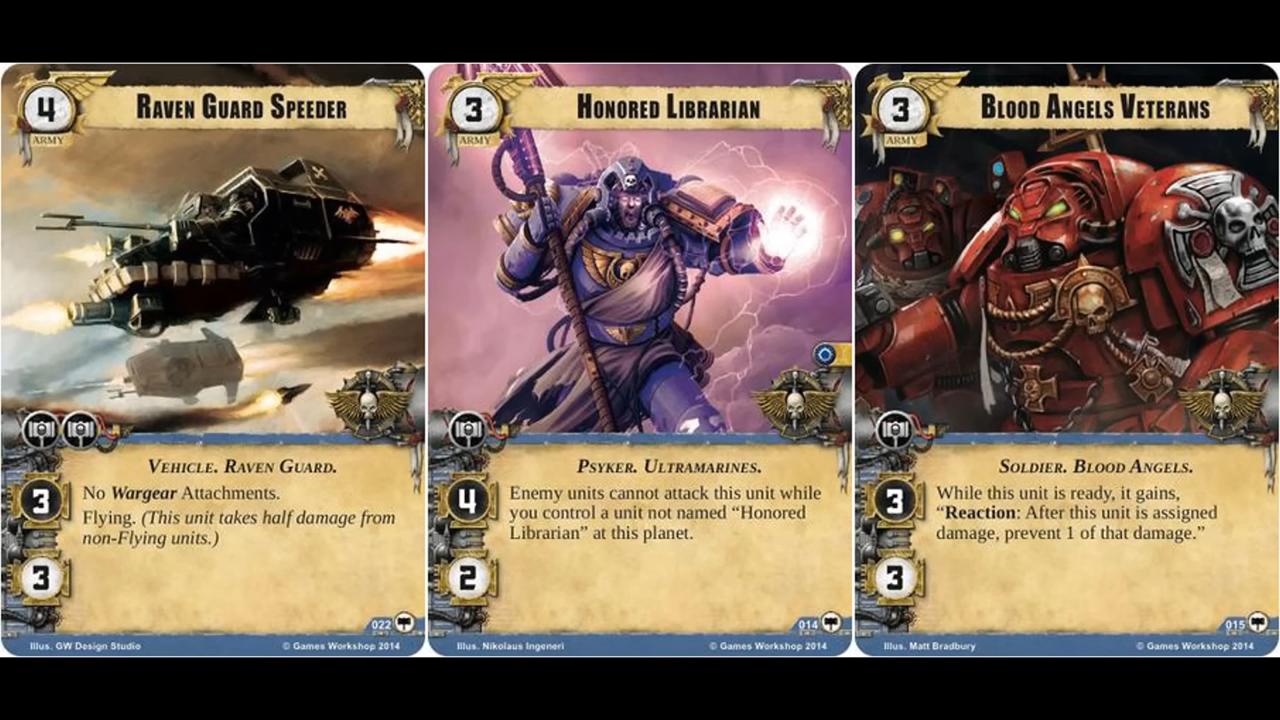 4
ARMY
RAVEN GUARD SPEEDER
VEHICLE. RAVEN GUARD.
3
No Wargear Attachments.
Flying. (This unit takes half damage from
non-Flying units.)
3
022
Illus. GW Design Studio
© Games Workshop 2014
3
ARMY
HONORED LIBRARIAN
PSYKER. ULTRAMARINES.
4
Enemy units cannot attack this unit while
you control a unit not named “Honored
Librarian” at this planet.
2
014
Illus. Nikolaus Ingeneri
© Games Workshop 2014
3
ARMY
BLOOD ANGELS VETERANS
SOLDIER. BLOOD ANGELS.
3
While this unit is ready, it gains,
“Reaction: After this unit is assigned
damage, prevent 1 of that damage.”
3
015
Illus. Matt Bradbury
© Games Workshop 2014